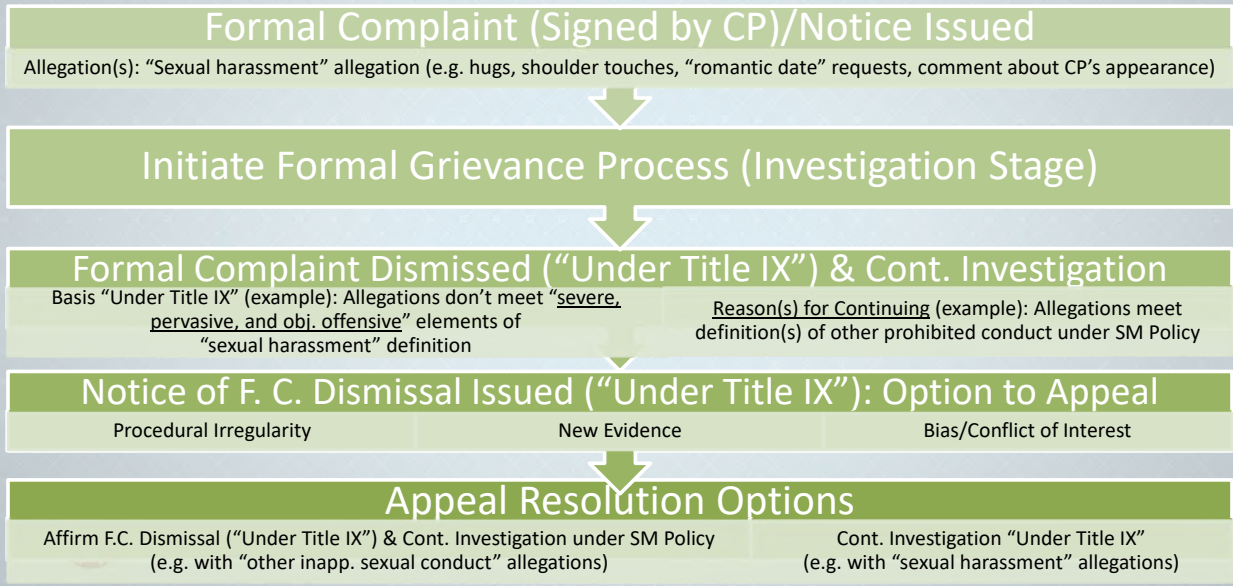 Formal Complaint (Signed by CP)/Notice Issued
Allegation(s): “Sexual harassment” allegation (e.g. hugs, shoulder touches, “romantic date” requests, comment about CP’s appearance)
Initiate Formal Grievance Process (Investigation Stage)
Formal Complaint Dismissed (“Under Title IX”) & Cont. Investigation
Basis “Under Title IX” (example): Allegations don’t meet “severe,
pervasive, and obj. offensive” elements of
“sexual harassment” definition
Reason(s) for Continuing (example): Allegations meet
definition(s) of other prohibited conduct under SM Policy
Notice of F. C. Dismissal Issued (“Under Title IX”): Option to Appeal
Procedural Irregularity
New Evidence
Bias/Conflict of Interest
Appeal Resolution Options
Affirm F.C. Dismissal (“Under Title IX”) & Cont. Investigation under SM Policy
(e.g. with “other inapp. sexual conduct” allegations)
Cont. Investigation “Under Title IX”
(e.g. with “sexual harassment” allegations)